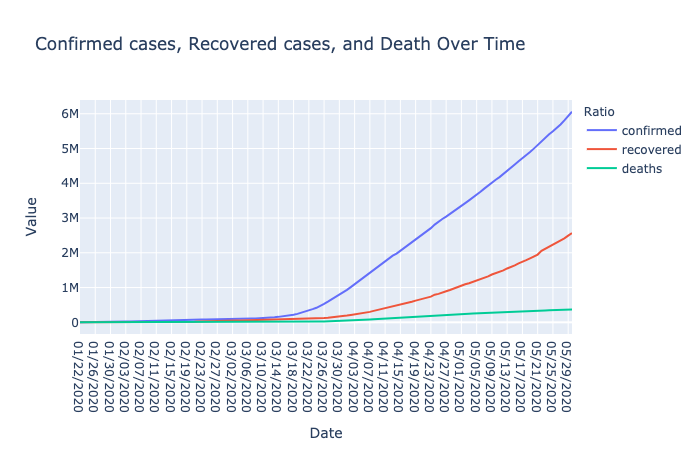 Confirmed cases, Recovered cases, and Death Over Time
Ratio
confirmed
recovered
deaths
Value
6M
5M
4M
3M
2M
1M
0
01/22/2020
01/26/2020
01/30/2020
02/03/2020
02/07/2020
02/11/2020
02/15/2020
02/19/2020
02/23/2020
02/27/2020
03/02/2020
03/06/2020
03/10/2020
03/14/2020
03/18/2020
03/22/2020
03/26/2020
03/30/2020
04/03/2020
04/07/2020
04/11/2020
04/15/2020
04/19/2020
04/23/2020
04/27/2020
05/01/2020
05/05/2020
05/09/2020
05/13/2020
05/17/2020
05/21/2020
05/25/2020
05/29/2020
Date